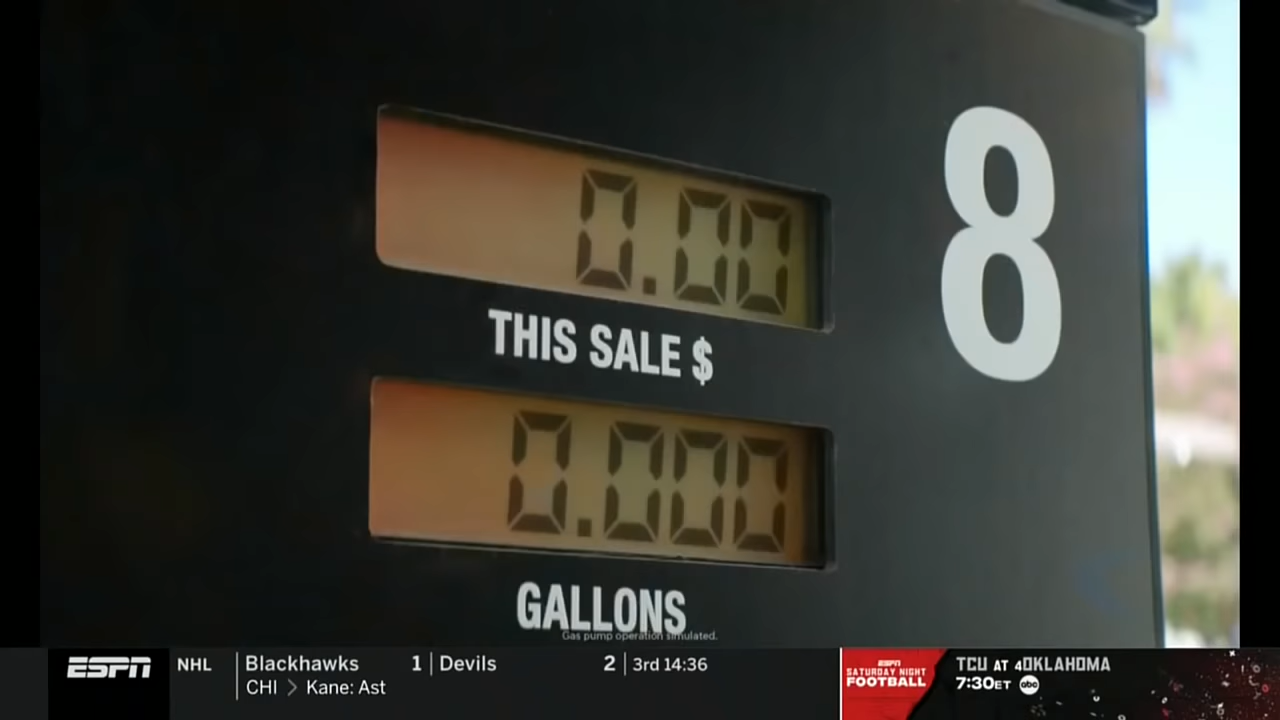 0.00
8
THIS SALE $
0.000
GALLONS
Gas pump operation simulated.
ESPN
NHL
Blackhawks 1
Devils 2
3rd 14:36
CHI > Kane: Ast
ESPN
SATURDAY NIGHT
FOOTBALL
TCU AT 4OKLAHOMA
7:30ET abc